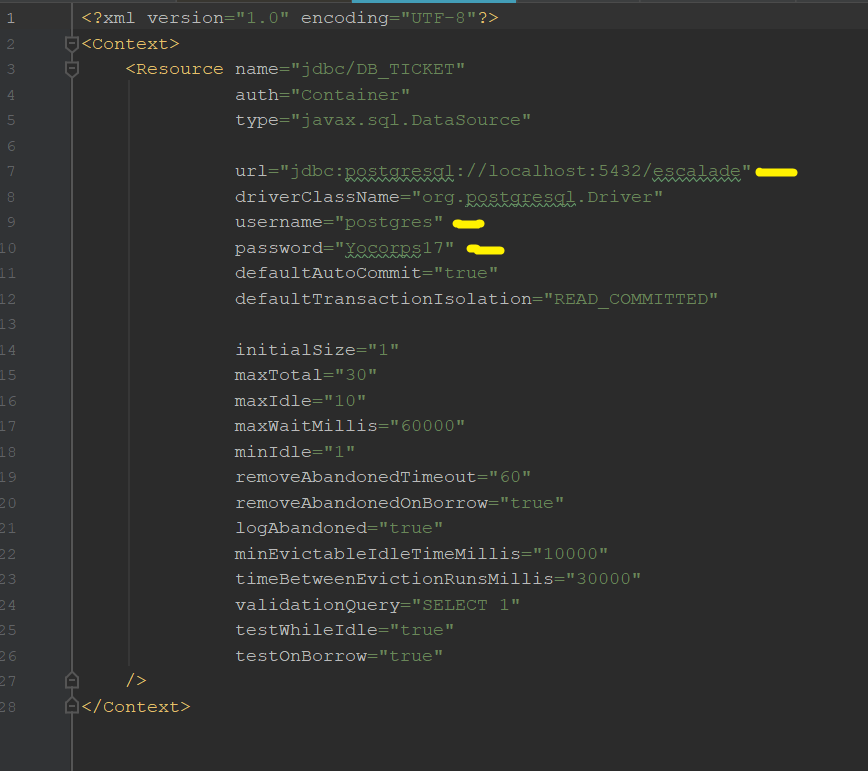 1 <?xml version="1.0" encoding="UTF-8"?>
2 <Context>
3 <Resource name="jdbc/DB_TICKET"
4 auth="Container"
5 type="javax.sql.DataSource"
6
7 url="jdbc:postgresql://localhost:5432/escalade"
8 driverClassName="org.postgresql.Driver"
9 username="postgres"
10 password="Yocorps17"
11 defaultAutoCommit="true"
12 defaultTransactionIsolation="READ_COMMITTED"
13
14 initialSize="1"
15 maxTotal="30"
16 maxIdle="10"
17 maxWaitMillis="60000"
18 minIdle="1"
19 removeAbandonedTimeout="60"
20 removeAbandonedOnBorrow="true"
21 logAbandoned="true"
22 minEvictableIdleTimeMillis="10000"
23 timeBetweenEvictionRunsMillis="30000"
24 validationQuery="SELECT 1"
25 testWhileIdle="true"
26 testOnBorrow="true"
27 />
28 </Context>